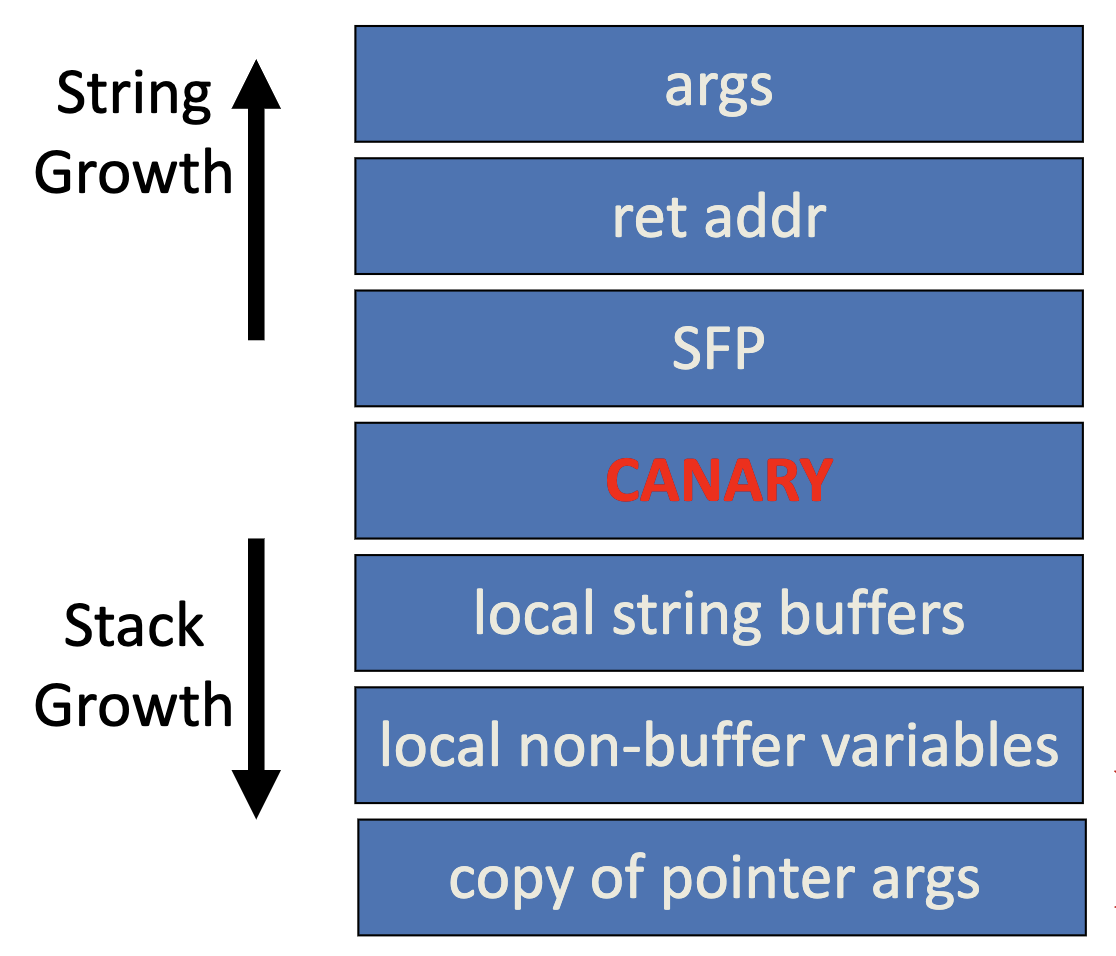 String
Growth
args
ret addr
SFP
CANARY
Stack
Growth
local string buffers
local non-buffer variables
copy of pointer args